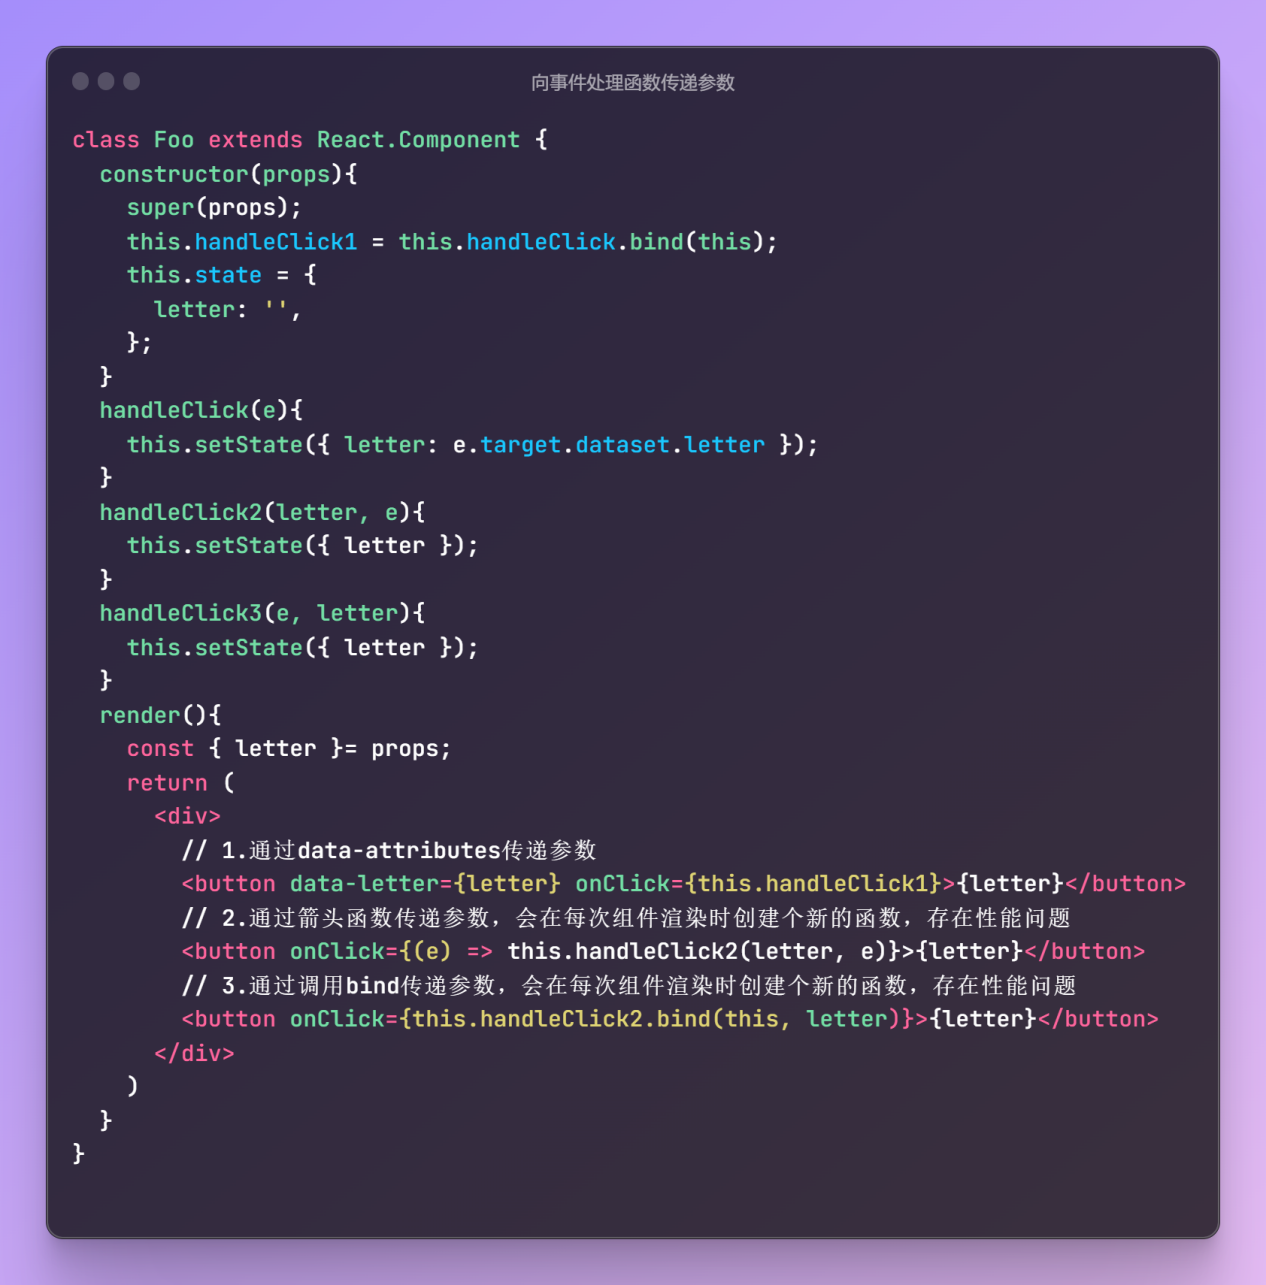 向事件处理函数传递参数
class Foo extends React.Component {
  constructor(props){
    super(props);
    this.handleClick1 = this.handleClick.bind(this);
    this.state = {
      letter: '',
    };
  }
  handleClick(e){
    this.setState({ letter: e.target.dataset.letter });
  }
  handleClick2(letter, e){
    this.setState({ letter });
  }
  handleClick3(e, letter){
    this.setState({ letter });
  }
  render(){
    const { letter }= props;
    return (
      <div>
        // 1.通过data-attributes传递参数
        <button data-letter={letter} onClick={this.handleClick1}>{letter}</button>
        // 2.通过箭头函数传递参数，会在每次组件渲染时创建个新的函数，存在性能问题
        <button onClick={(e) => this.handleClick2(letter, e)}>{letter}</button>
        // 3.通过调用bind传递参数，会在每次组件渲染时创建个新的函数，存在性能问题
        <button onClick={this.handleClick2.bind(this, letter)}>{letter}</button>
      </div>
    )
  }
}